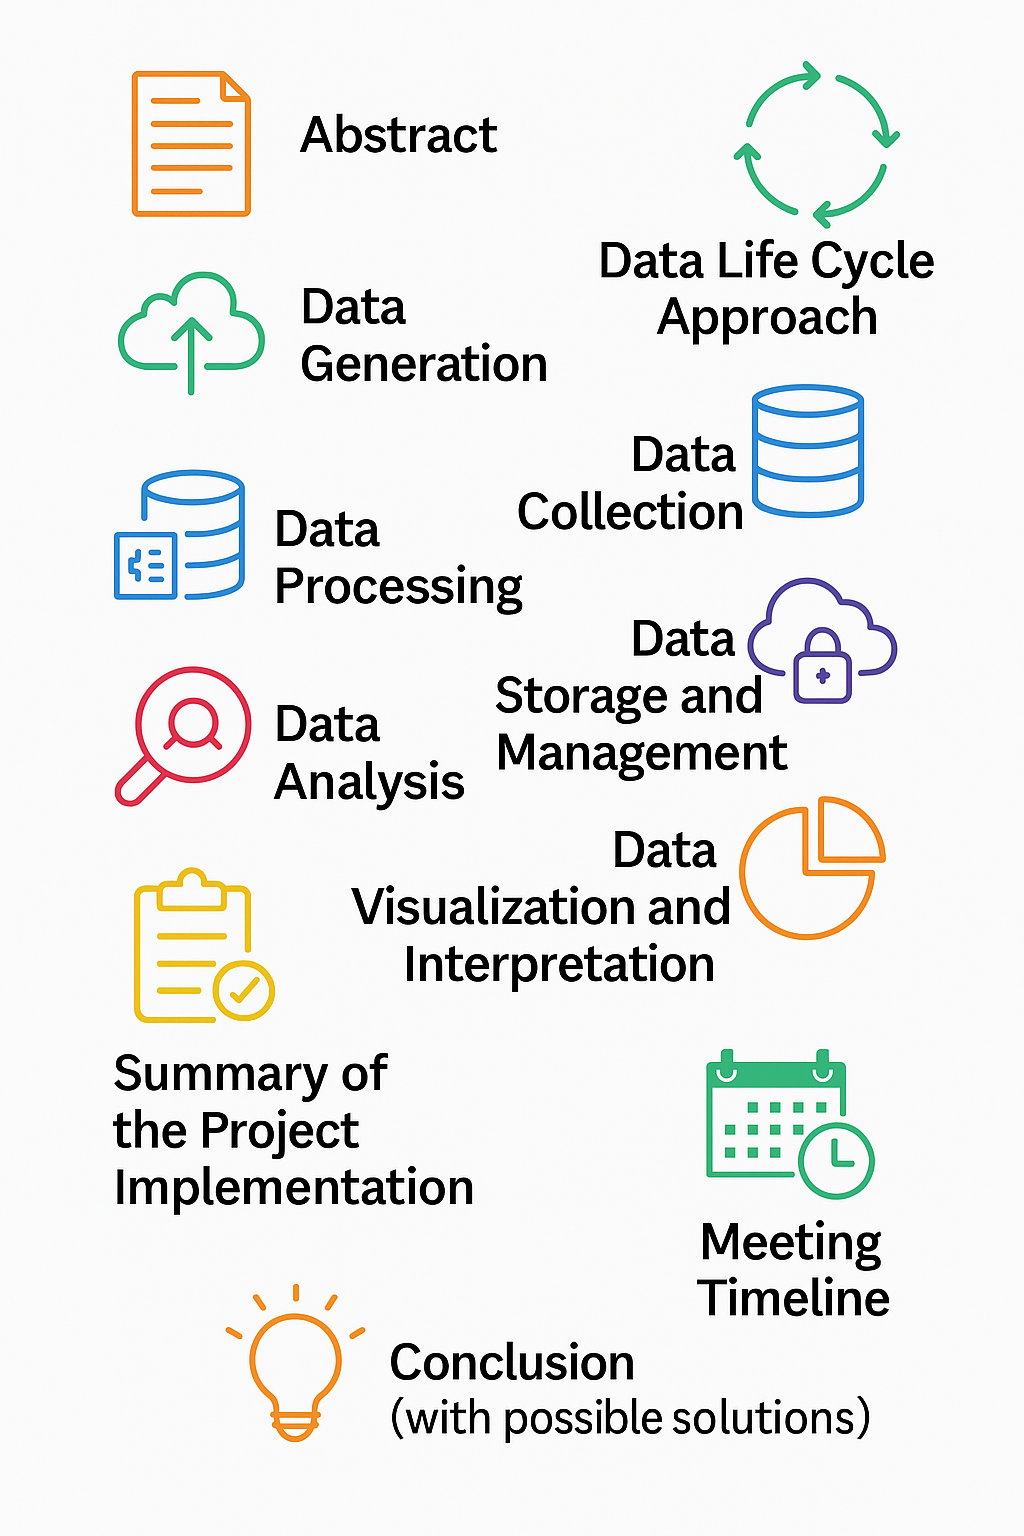 Abstract
Data Life Cycle
Approach
Data
Generation
Data
Collection
Data
Processing
Data
Storage and
Management
Data
Analysis
Data
Visualization and
Interpretation
Summary of
the Project
Implementation
Meeting
Timeline
Conclusion
(with possible solutions)